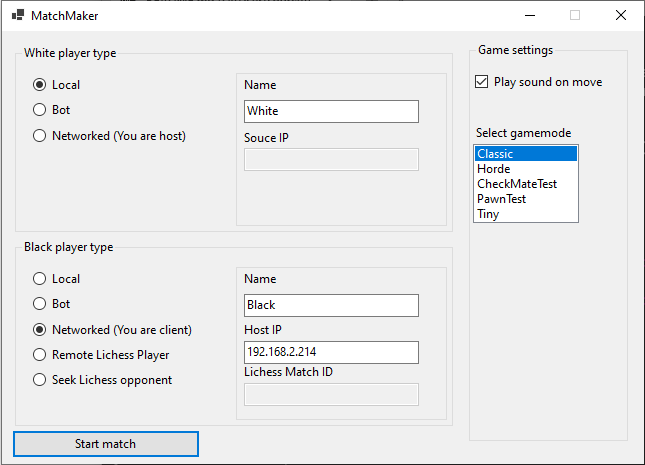 MatchMaker
White player type
Local
Bot
Networked (You are host)
Name
White
Souce IP
Black player type
Local
Bot
Networked (You are client)
Remote Lichess Player
Seek Lichess opponent
Name
Black
Host IP
192.168.2.214
Lichess Match ID
Start match
Game settings
Play sound on move
Select gamemode
Classic
Horde
CheckMateTest
PawnTest
Tiny